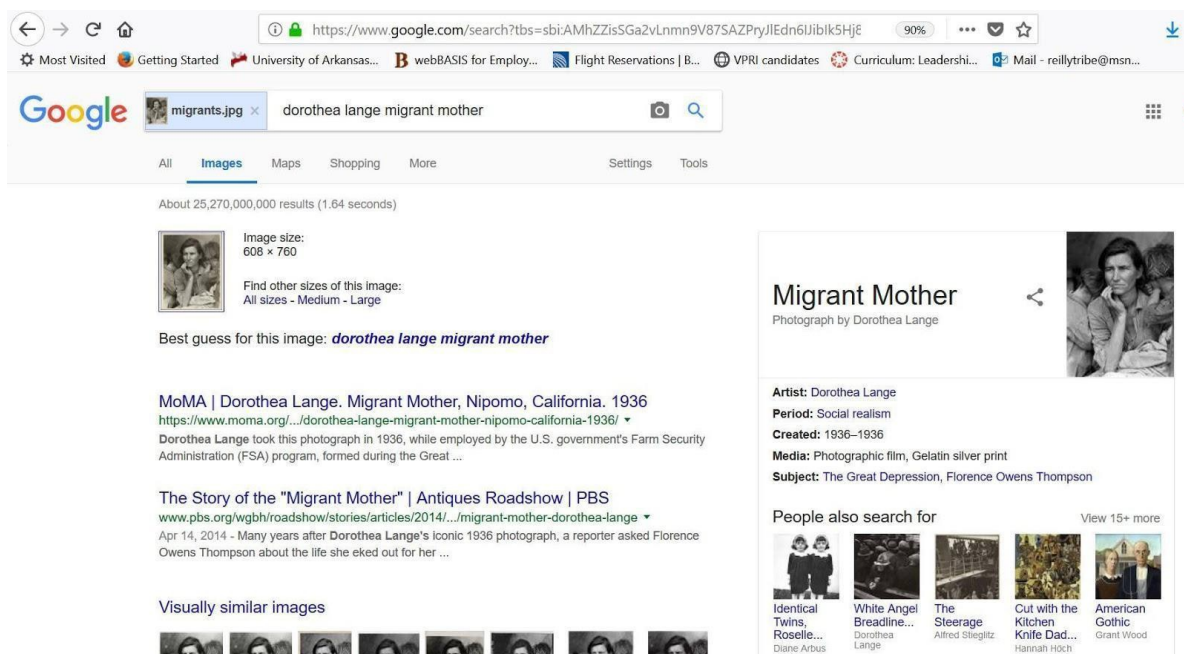 https://www.google.com/search?tbs=sbi:AMhZZisSGa2vLnmn9V87SAZPryJlEdn6IJibIk5Hj
90%
Most Visited Getting Started University of Arkansas... webBASIS for Employ... Flight Reservations | B... VPRI candidates Curriculum: Leadershi... Mail - reillytribe@msn...
Google migrants.jpg × dorothea lange migrant mother
All Images Maps Shopping More Settings Tools
About 25,270,000,000 results (1.64 seconds)
Image size:
608 × 760
Find other sizes of this image:
All sizes - Medium - Large
Best guess for this image: dorothea lange migrant mother
MoMA | Dorothea Lange. Migrant Mother, Nipomo, California. 1936
https://www.moma.org/.../dorothea-lange-migrant-mother-nipomo-california-1936/
Dorothea Lange took this photograph in 1936, while employed by the U.S. government's Farm Security
Administration (FSA) program, formed during the Great ...
The Story of the "Migrant Mother" | Antiques Roadshow | PBS
www.pbs.org/wgbh/roadshow/stories/articles/2014/.../migrant-mother-dorothea-lange
Apr 14, 2014 - Many years after Dorothea Lange's iconic 1936 photograph, a reporter asked Florence
Owens Thompson about the life she eked out for her ...
Visually similar images
Migrant Mother
Photograph by Dorothea Lange
Artist: Dorothea Lange
Period: Social realism
Created: 1936–1936
Media: Photographic film, Gelatin silver print
Subject: The Great Depression, Florence Owens Thompson
People also search for View 15+ more
Identical
Twins,
Roselle...
Diane Arbus
White Angel
Breadline...
Dorothea
Lange
The
Steerage
Alfred Stieglitz
Cut with the
Kitchen
Knife Dad...
Hannah Höch
American
Gothic
Grant Wood